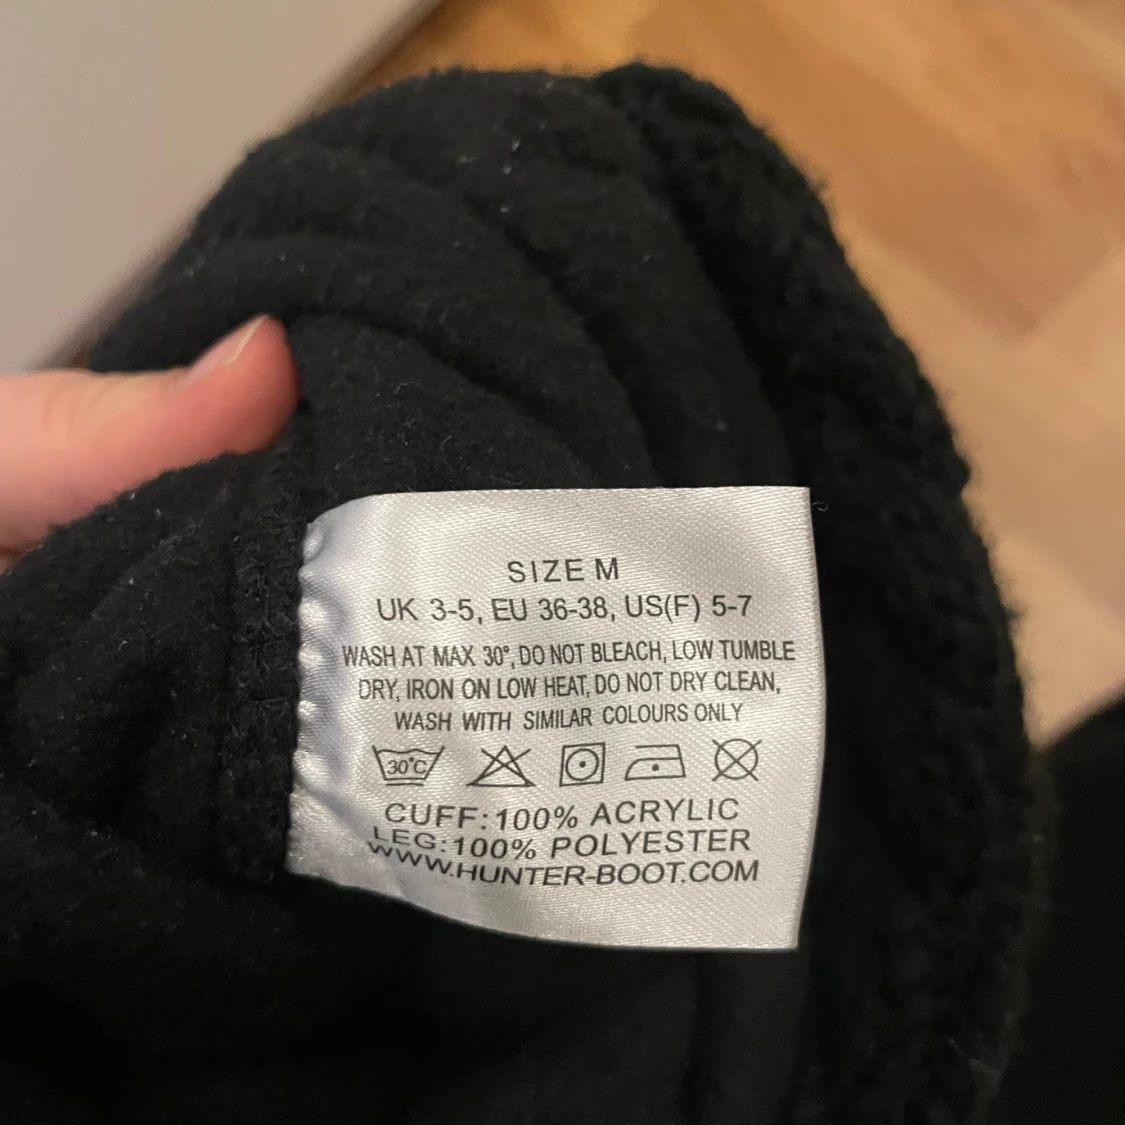 SIZE M
UK 3-5, EU 36-38, US(F) 5-7
WASH AT MAX 30°, DO NOT BLEACH, LOW TUMBLE
DRY, IRON ON LOW HEAT, DO NOT DRY CLEAN,
WASH WITH SIMILAR COLOURS ONLY
30°C
CUFF:100% ACRYLIC
LEG:100% POLYESTER
WWW.HUNTER-BOOT.COM